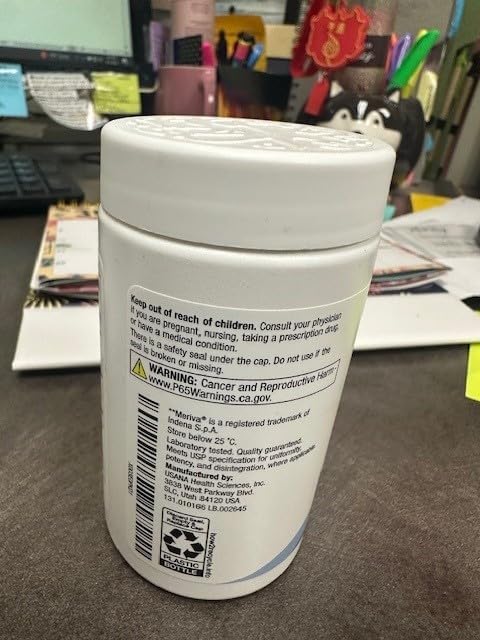 Keep out of reach of children. Consult your physician
if you are pregnant, nursing, taking a prescription drug,
or have a medical condition.
There is a safety seal under the cap. Do not use if the
seal is broken or missing.
WARNING: Cancer and Reproductive Harm -
www.P65Warnings.ca.gov.
**Meriva® is a registered trademark of
Indena S.p.A.
Store below 25 °C.
Laboratory tested. Quality guaranteed.
Meets USP specification for uniformity,
potency, and disintegration, where applicable.
Manufactured by:
USANA Health Sciences, Inc.
3838 West Parkway Blvd.
SLC, Utah 84120 USA
131.010166 LB.002645
PLASTIC
BOTTLE
how2recycle.info